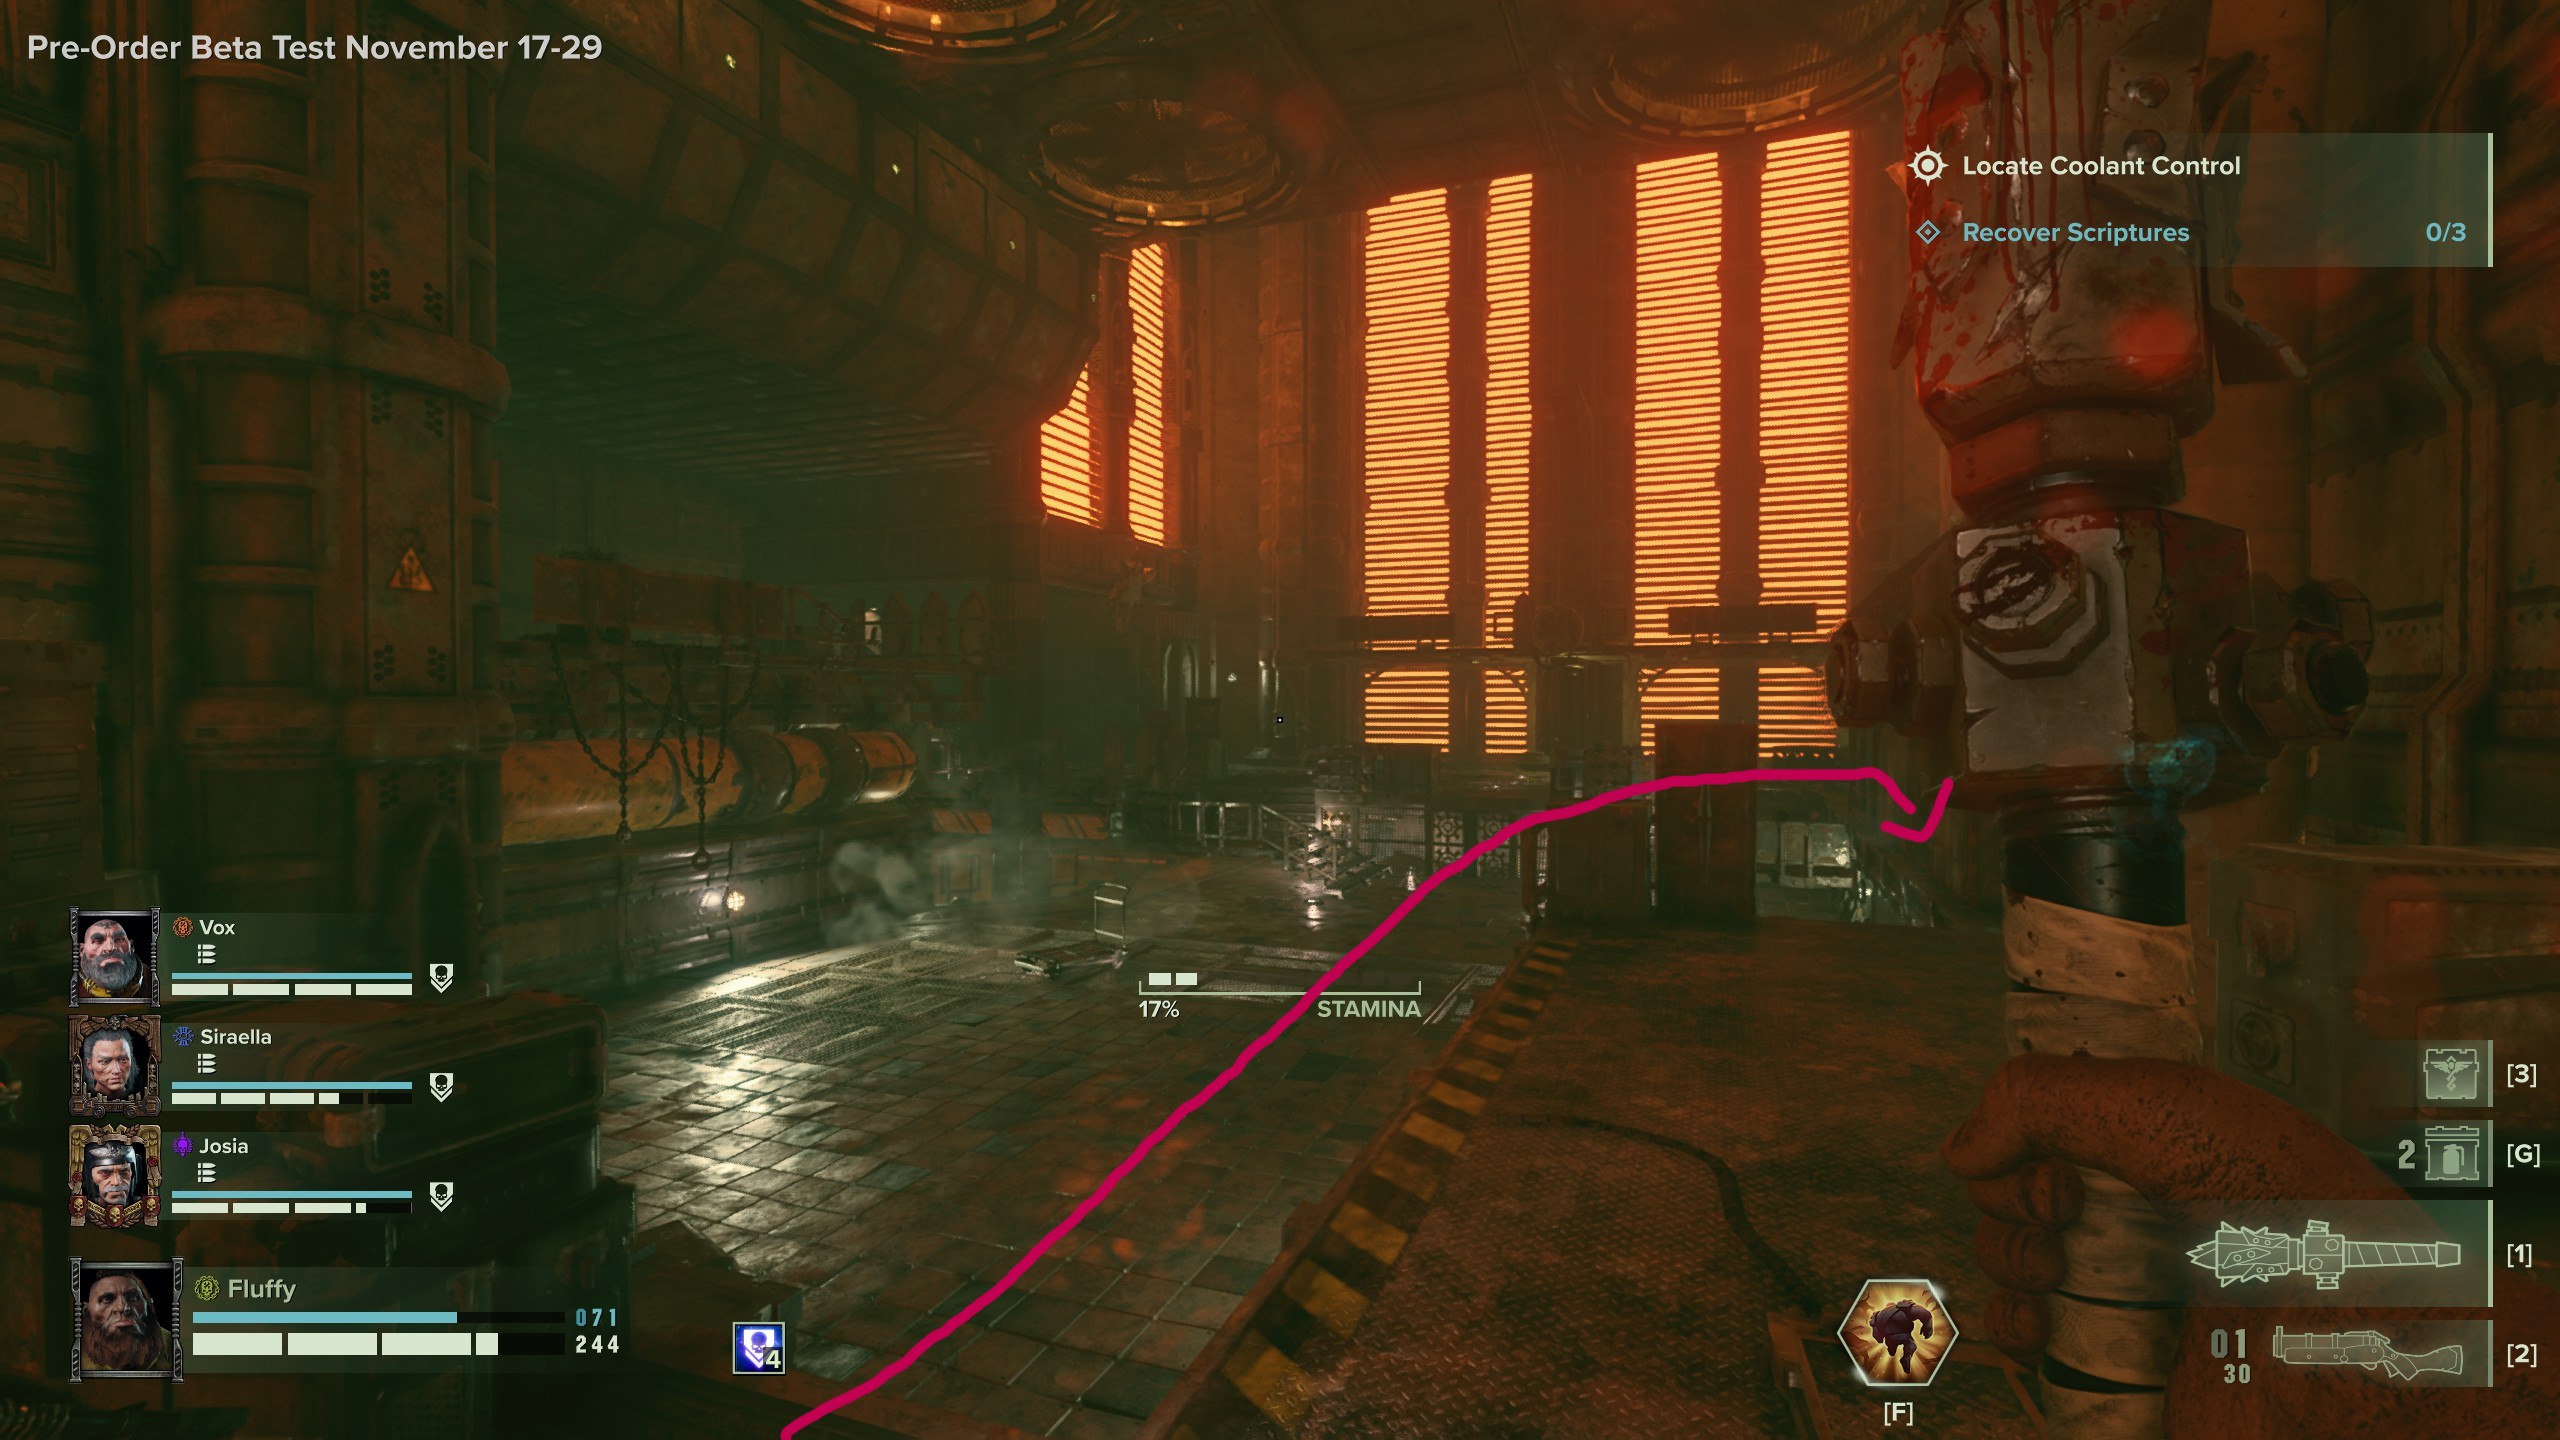 Pre-Order Beta Test November 17-29
Locate Coolant Control
Recover Scriptures 0/3
17% STAMINA
Vox
Siraella
Josia
Fluffy
071
244
4
[F]
[3]
2 [G]
[1]
01
30
[2]